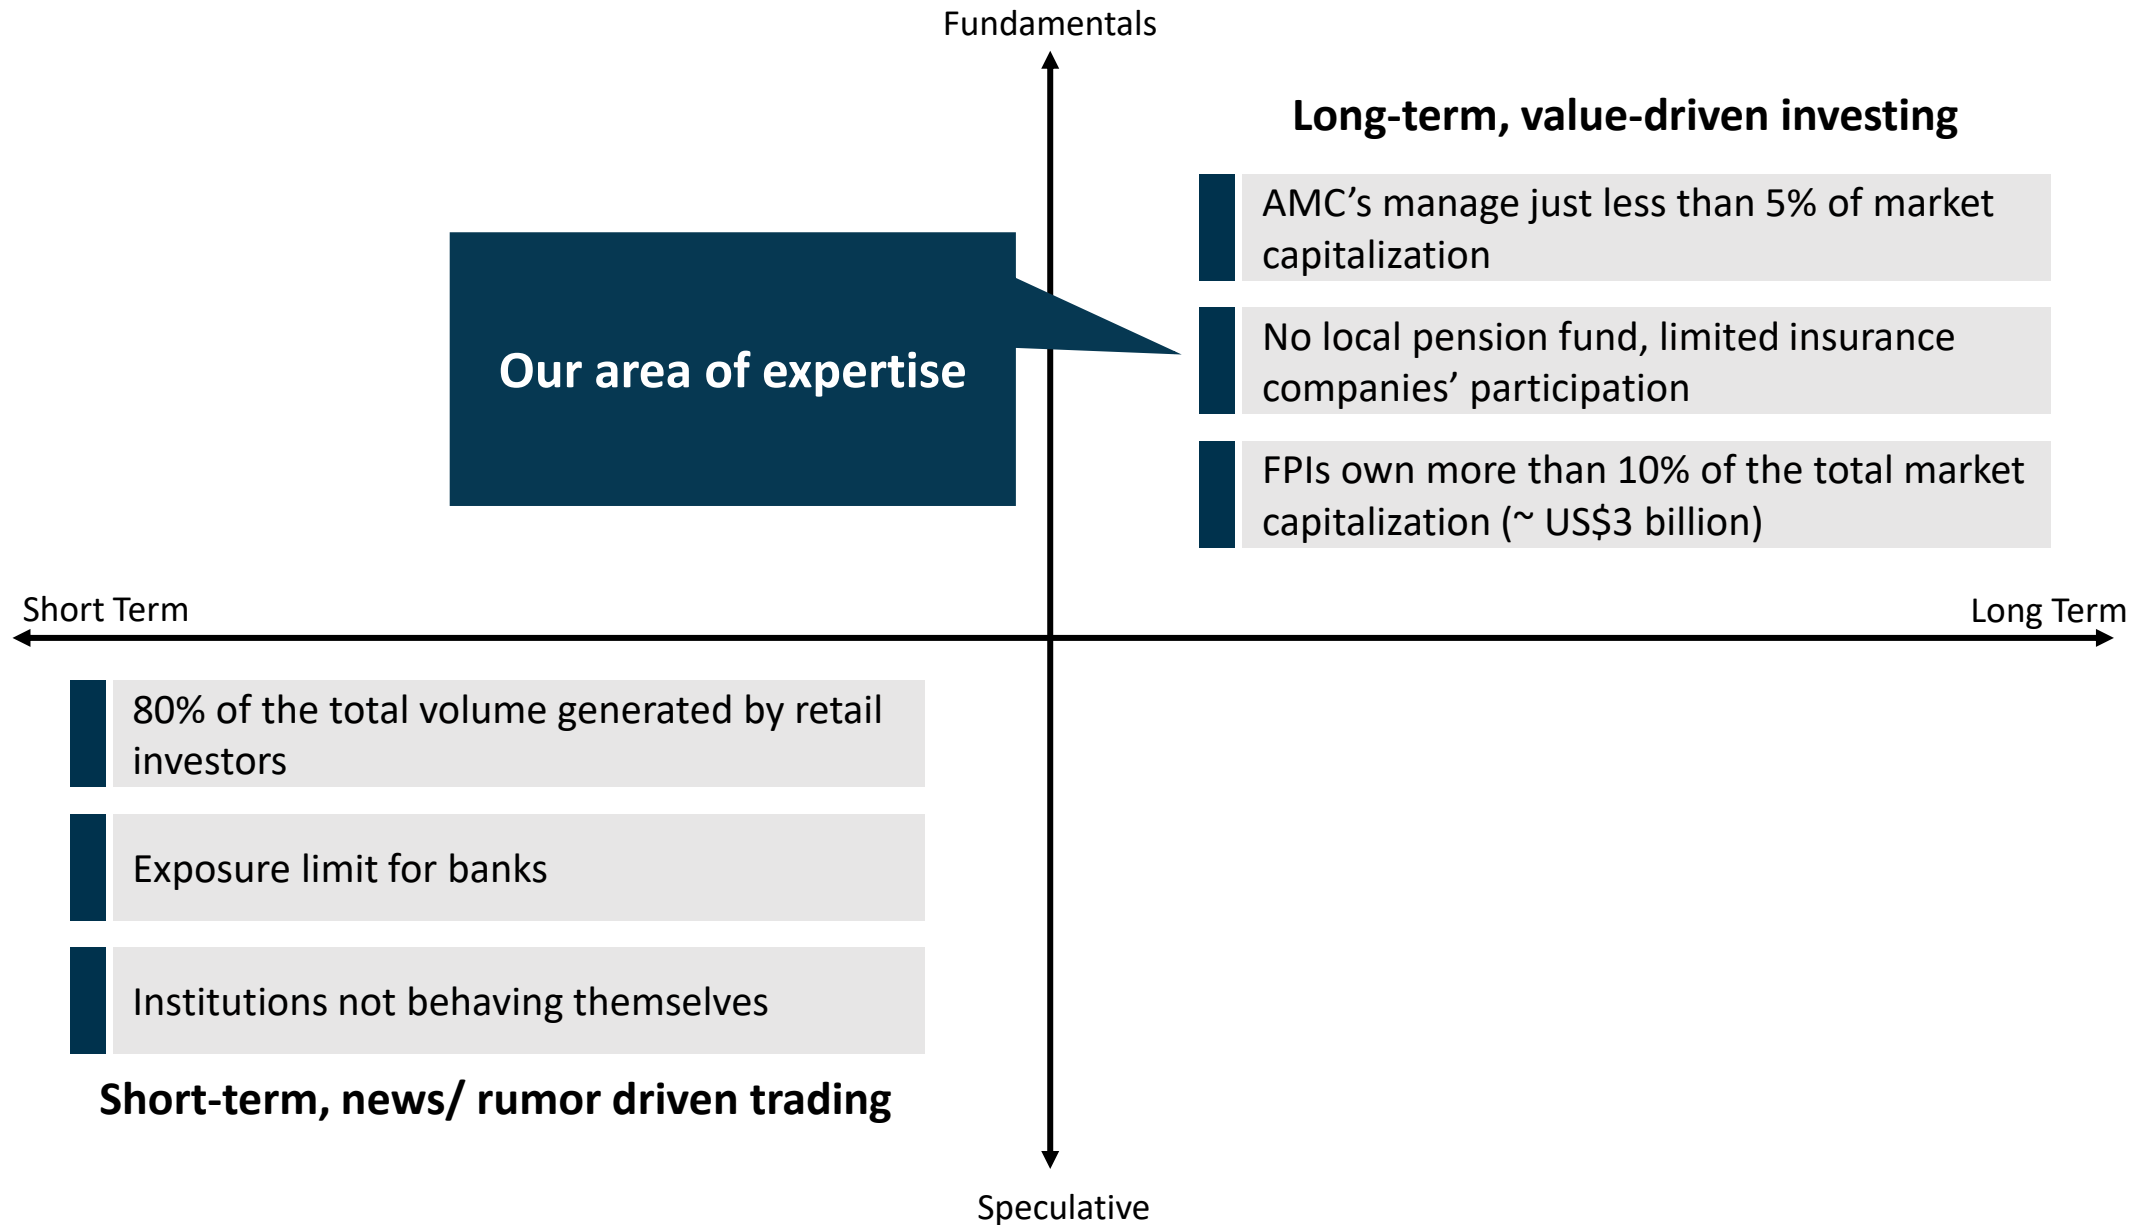 Fundamentals
Long-term, value-driven investing
AMC’s manage just less than 5% of market
capitalization
Our area of expertise
No local pension fund, limited insurance
companies’ participation
FPIs own more than 10% of the total market
capitalization (~ US$3 billion)
Short Term
Long Term
80% of the total volume generated by retail
investors
Exposure limit for banks
Institutions not behaving themselves
Short-term, news/ rumor driven trading
Speculative